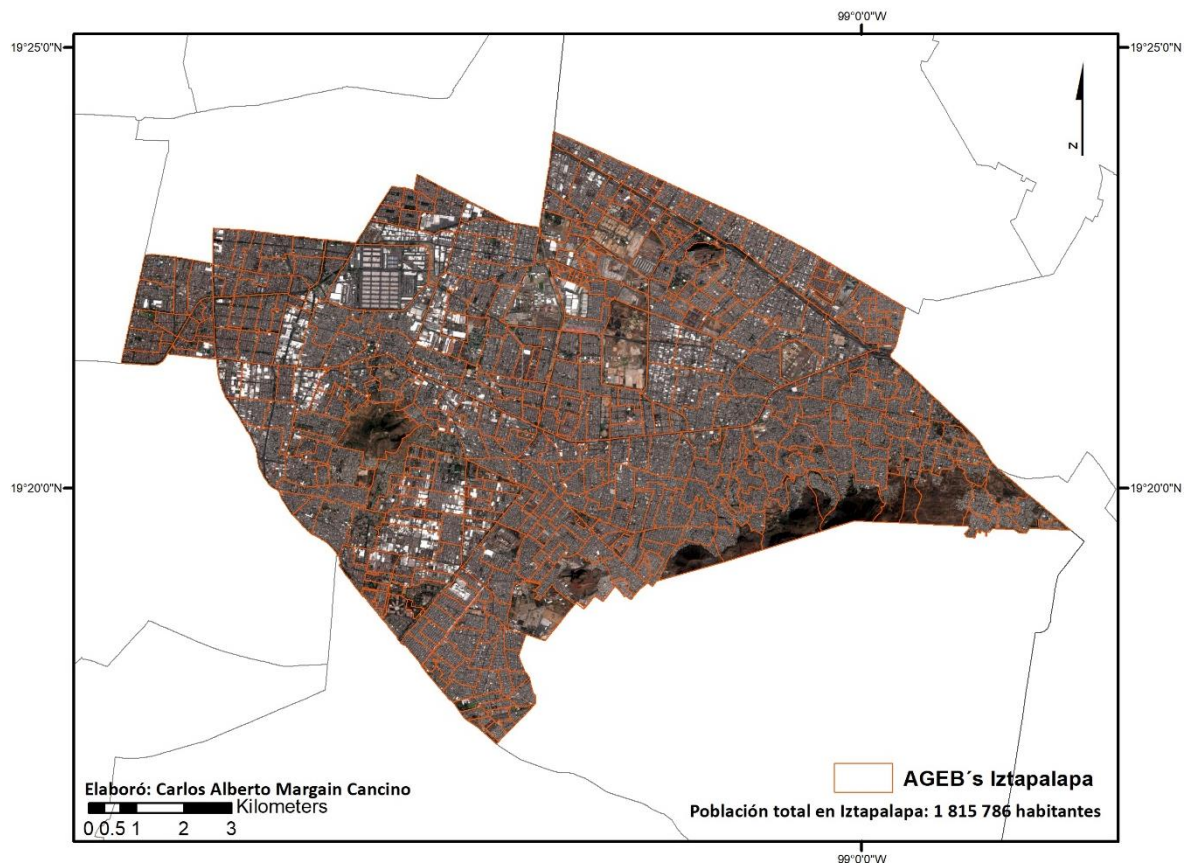 99°0'0"W
19°25'0"N
19°25'0"N
z
19°20'0"N
19°20'0"N
Elaboró: Carlos Alberto Margain Cancino
Kilometers
0 0.5 1 2 3
AGEB´s Iztapalapa
Población total en Iztapalapa: 1 815 786 habitantes
99°0'0"W